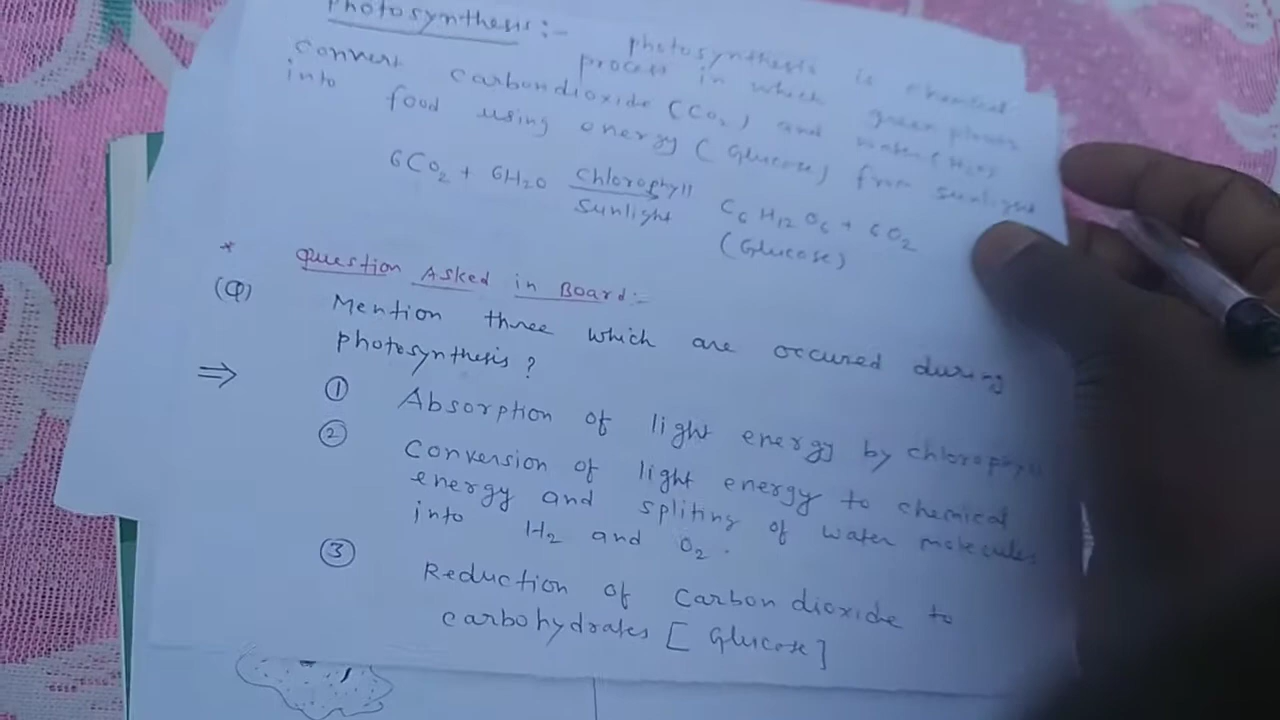 Photosynthesis:- photosynthesis is chemical
process in which green plants
convert carbondioxide (CO2) and water (H2O)
into food using energy (Glucose) from sunlight
6CO2 + 6H2O chlorophyll C6H12O6 + 6O2
sunlight (Glucose)
* Question Asked in Board:-
(Q) Mention three which are occured during
photosynthesis?
⇒ ① Absorption of light energy by chlorophyll
② Conversion of light energy to chemical
energy and spliting of water molecules
into H2 and O2.
③ Reduction of carbon dioxide to
carbohydrates [Glucose]